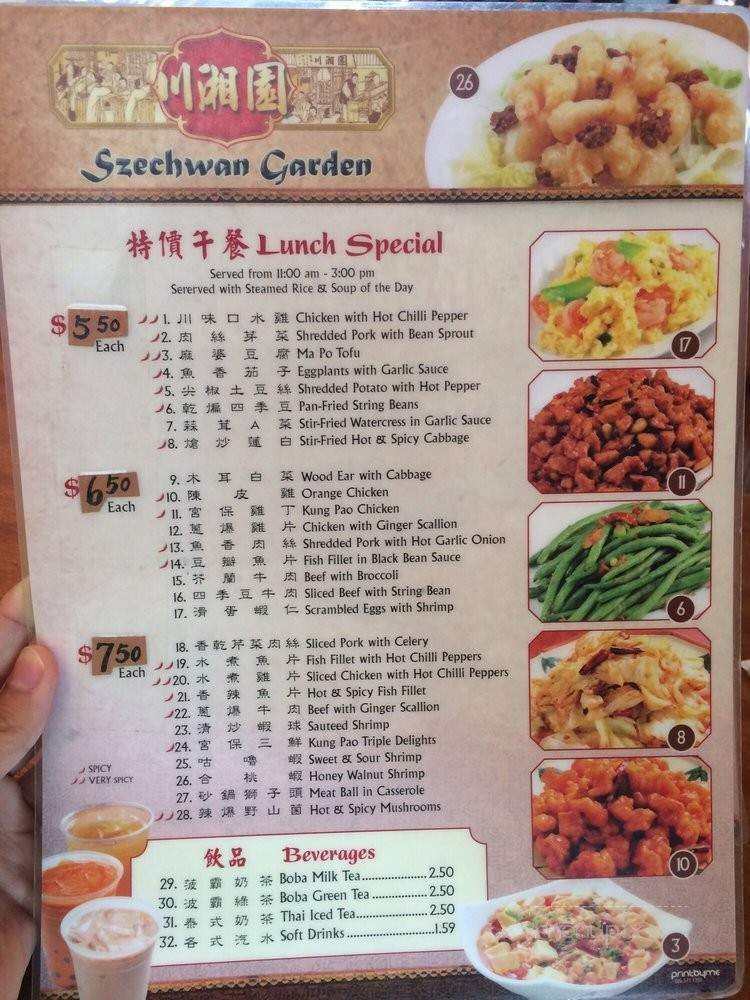 川湘園
川湘園
Szechwan Garden
26
特價午餐 Lunch Special
Served from 11:00 am - 3:00 pm
Sererved with Steamed Rice & Soup of the Day
$5 50
Each
1. 川味口水雞 Chicken with Hot Chilli Pepper
2. 肉絲芽菜 Shredded Pork with Bean Sprout
3. 麻婆豆腐 Ma Po Tofu
4. 魚香茄子 Eggplants with Garlic Sauce
5. 尖椒土豆絲 Shredded Potato with Hot Pepper
6. 乾煸四季豆 Pan-Fried String Beans
7. 蒜茸A菜 Stir-Fried Watercress in Garlic Sauce
8. 熗炒蓮白 Stir-Fried Hot & Spicy Cabbage
17
$6 50
Each
9. 木耳白菜 Wood Ear with Cabbage
10. 陳皮雞 Orange Chicken
11. 宮保雞丁 Kung Pao Chicken
12. 蔥爆雞片 Chicken with Ginger Scallion
13. 魚香肉絲 Shredded Pork with Hot Garlic Onion
14. 豆瓣魚片 Fish Fillet in Black Bean Sauce
15. 芥蘭牛肉 Beef with Broccoli
16. 四季豆牛肉 Sliced Beef with String Bean
17. 滑蛋蝦仁 Scrambled Eggs with Shrimp
11
6
$7 50
Each
18. 香乾芹菜肉絲 Sliced Pork with Celery
19. 水煮魚片 Fish Fillet with Hot Chilli Peppers
20. 水煮雞片 Sliced Chicken with Hot Chilli Peppers
21. 香辣魚片 Hot & Spicy Fish Fillet
22. 蔥爆牛肉 Beef with Ginger Scallion
23. 清炒蝦球 Sauteed Shrimp
24. 宮保三鮮 Kung Pao Triple Delights
25. 咕嚕蝦 Sweet & Sour Shrimp
26. 合桃蝦 Honey Walnut Shrimp
27. 砂鍋獅子頭 Meat Ball in Casserole
28. 辣爆野山菌 Hot & Spicy Mushrooms
8
10
SPICY
VERY SPICY
飲品 Beverages
29. 菠霸奶茶 Boba Milk Tea....................2.50
30. 波霸綠茶 Boba Green Tea.................2.50
31. 泰式奶茶 Thai Iced Tea....................2.50
32. 各式汽水 Soft Drinks.......................1.59
3
printbyme